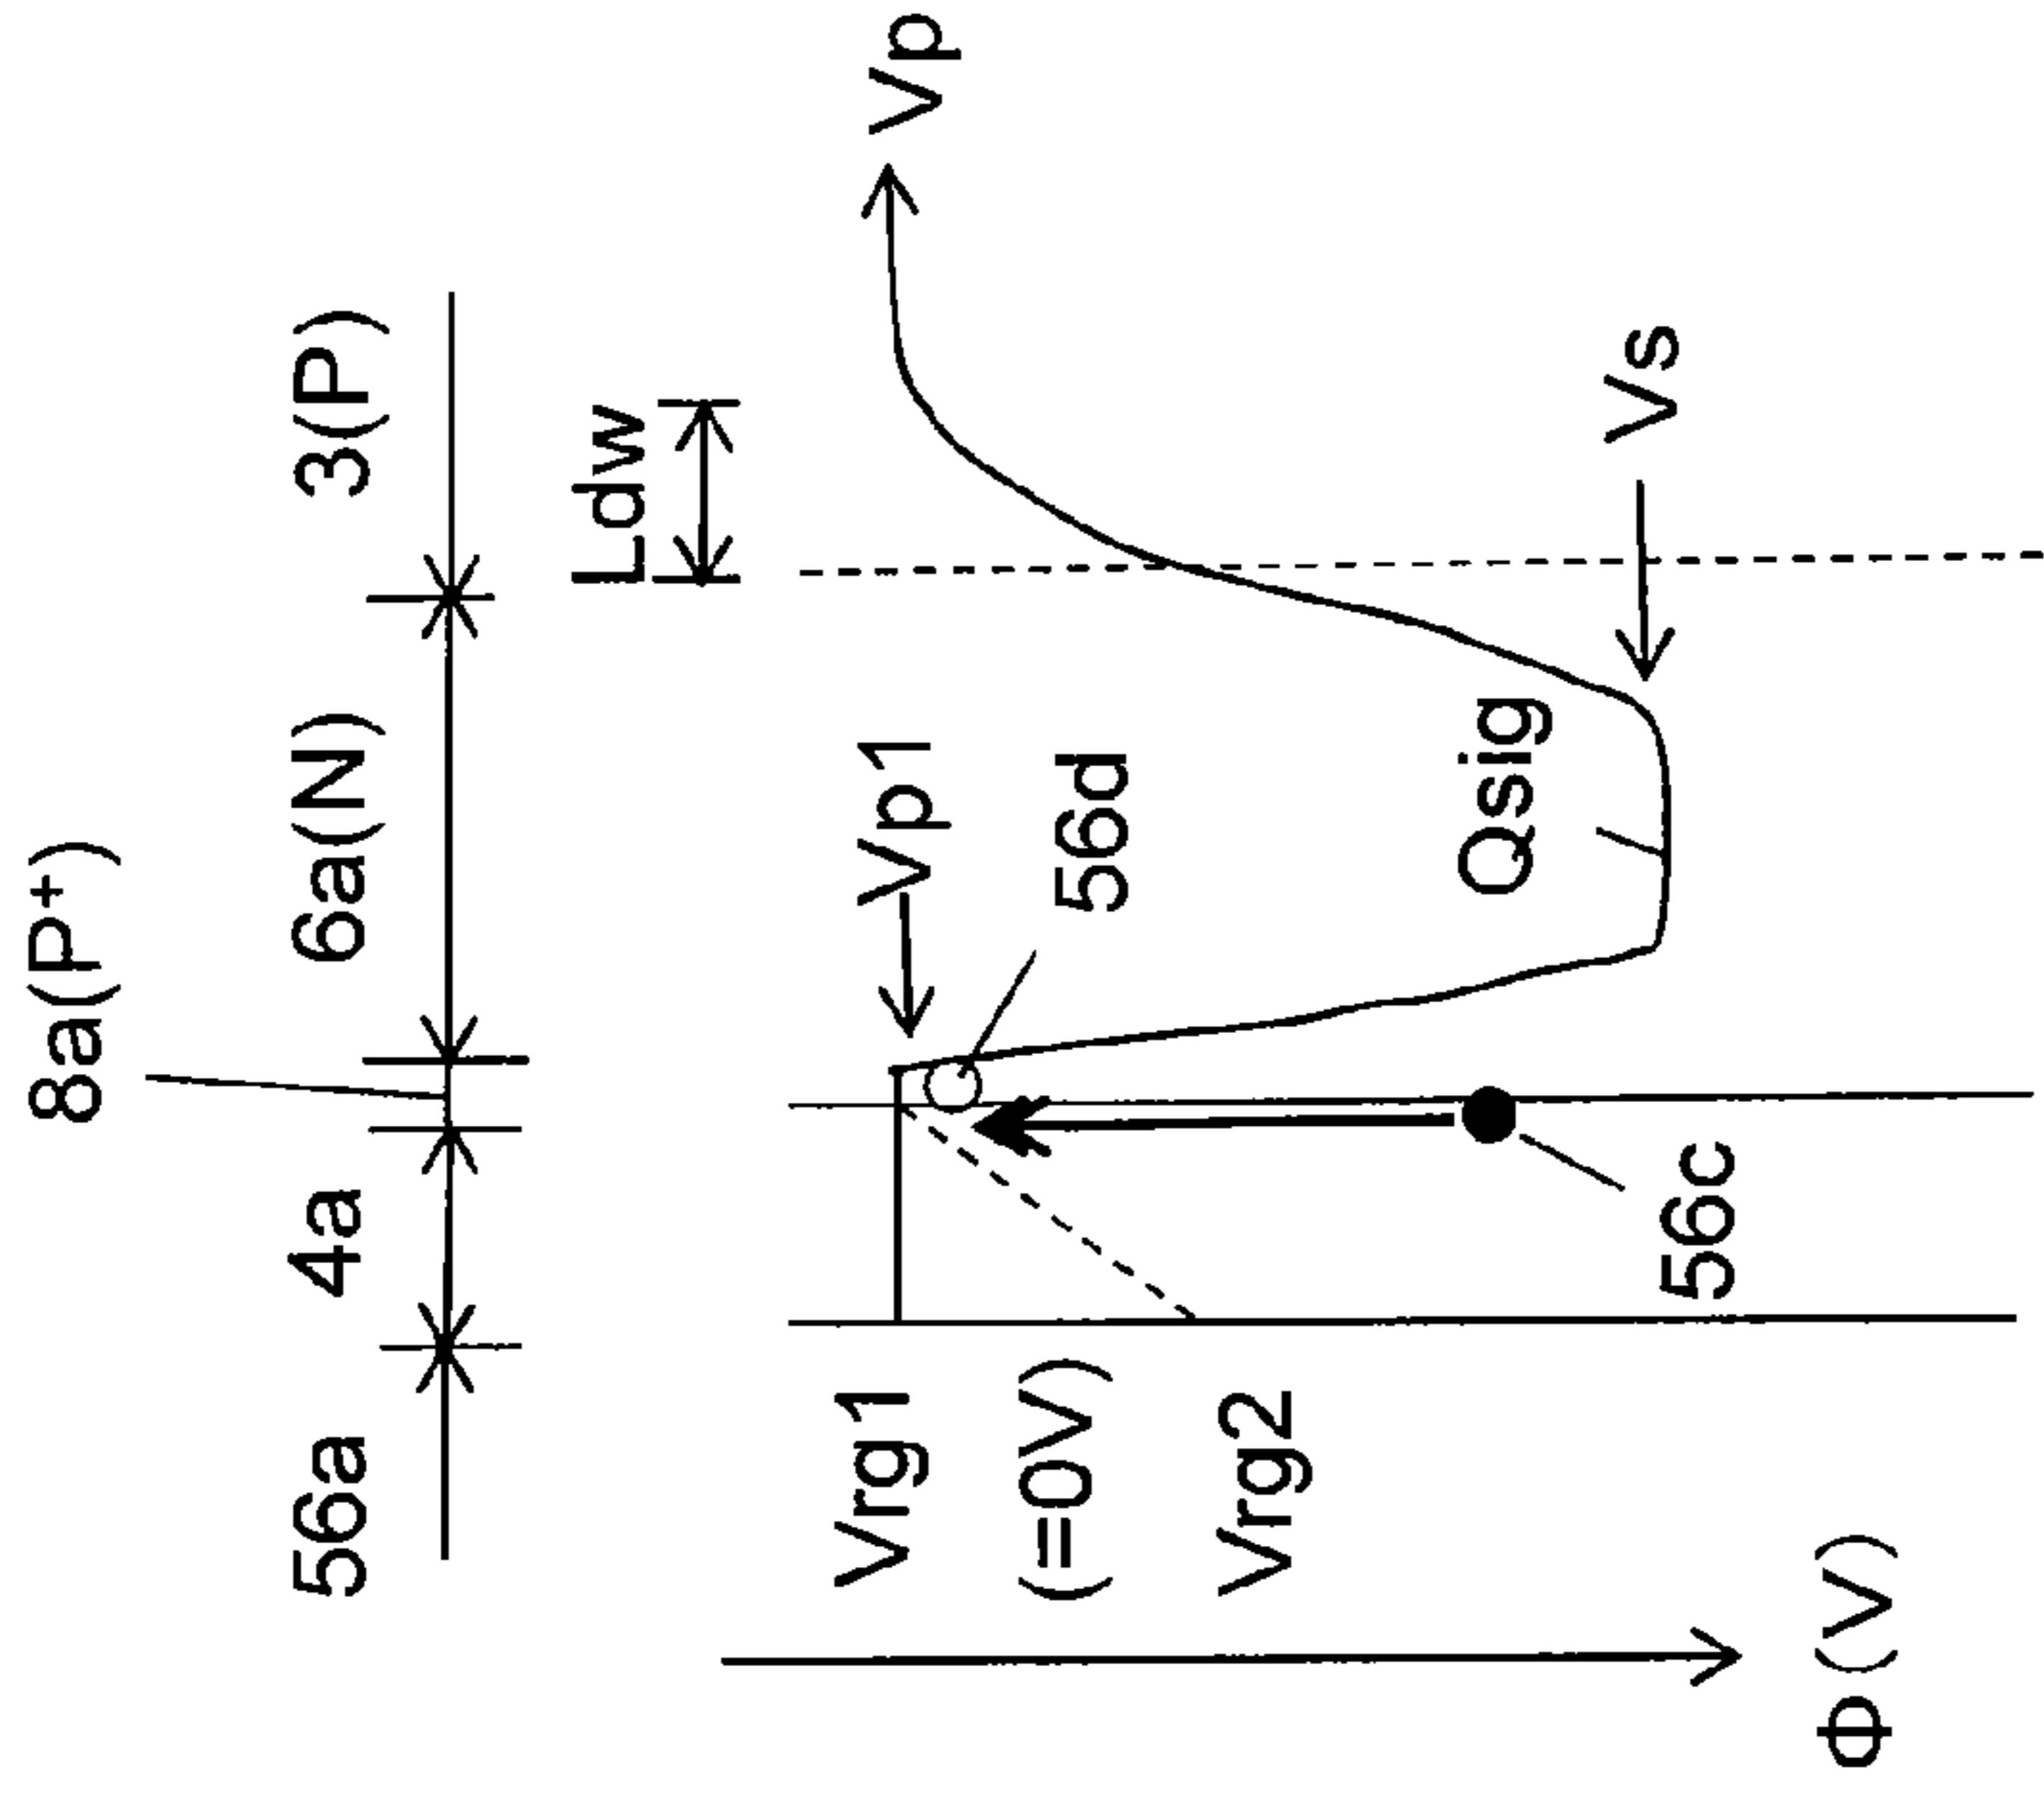 8a(P⁺)
56a 4a 6a(N) 3(P)
Ldw
Vrg1 Vp1 Vp
(=0V) 56d
Vrg2
Qsig
56c Vs
Φ(V)